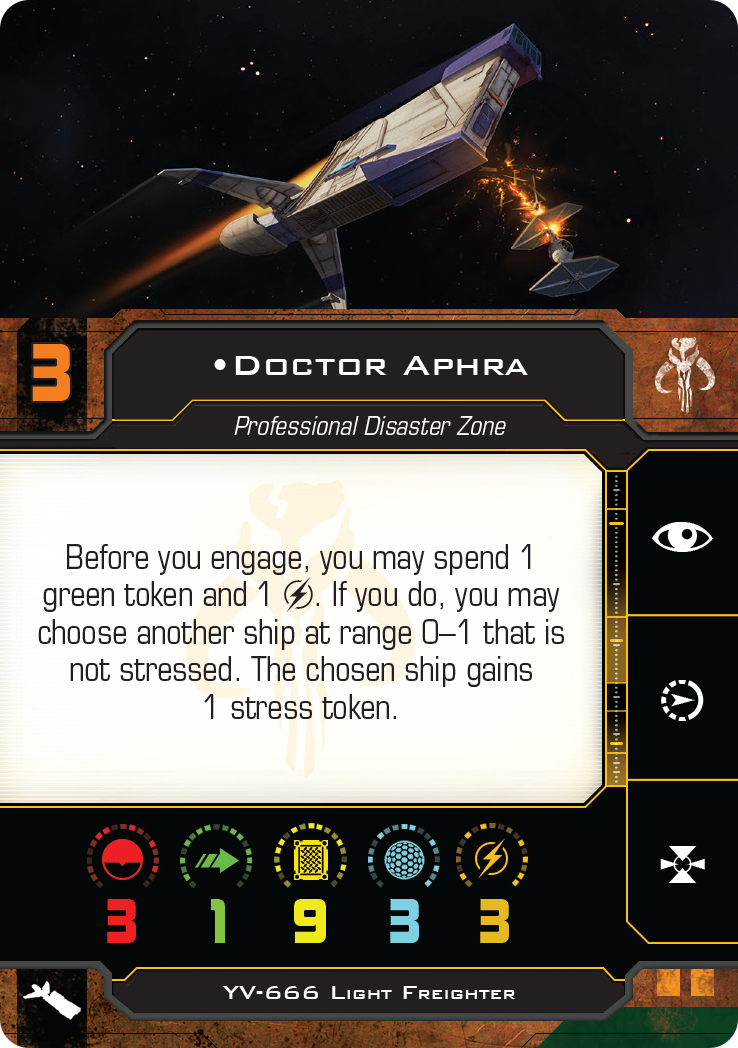 3
•Doctor Aphra
Professional Disaster Zone
Before you engage, you may spend 1
green token and 1 . If you do, you may
choose another ship at range 0–1 that is
not stressed. The chosen ship gains
1 stress token.
3 1 9 3 3
YV-666 Light Freighter